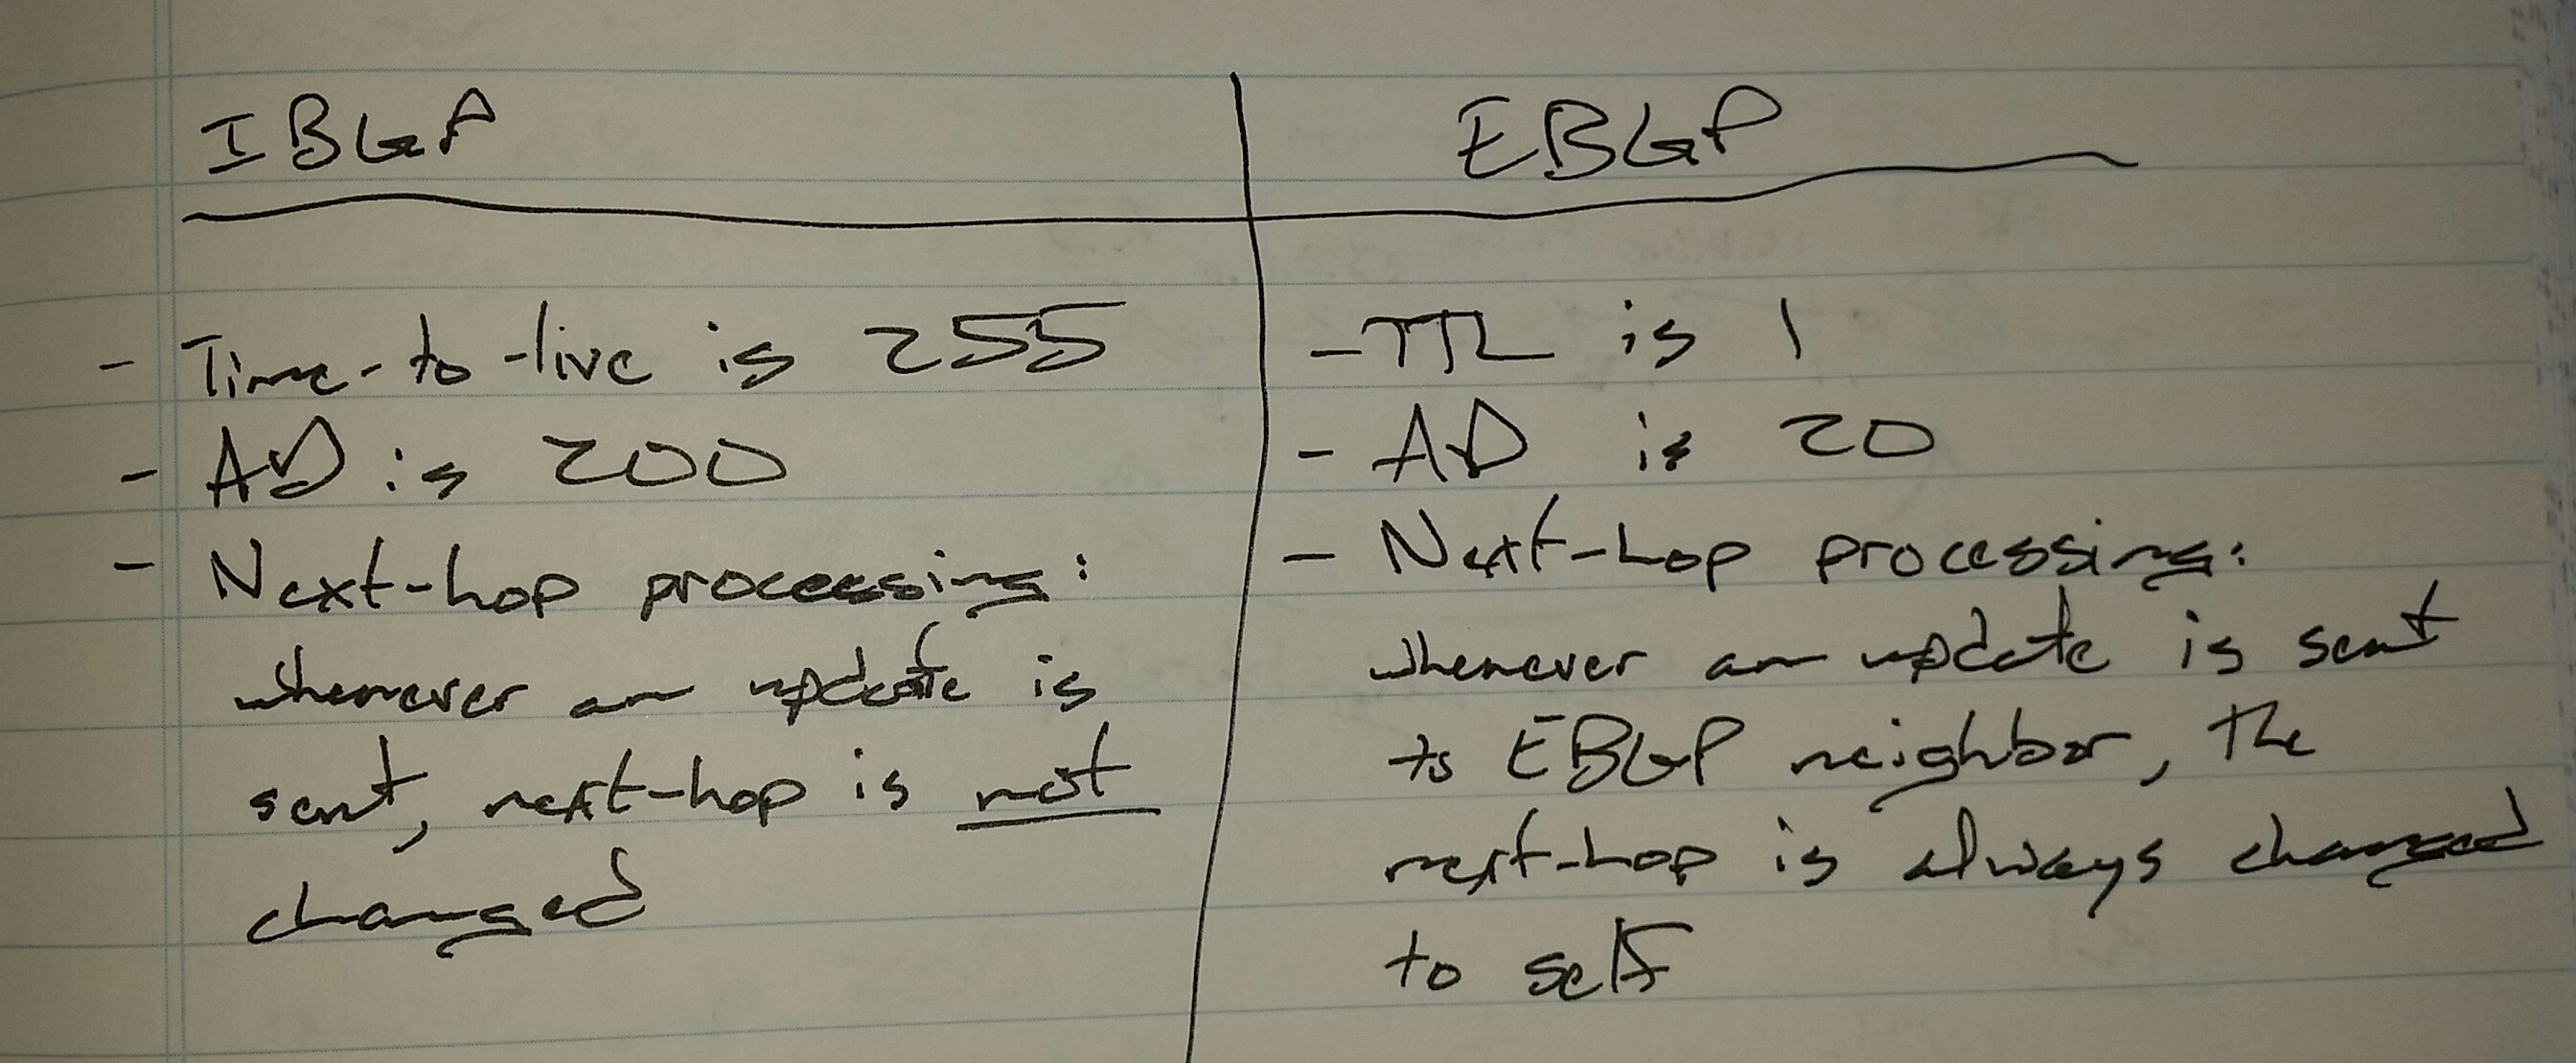 IBGP
- Time-to-live is 255
- AD is 200
- Next-hop processing:
whenever an update is
sent, next-hop is not
changed
EBGP
- TTL is 1
- AD is 20
- Next-hop processing:
whenever an update is sent
to EBGP neighbor, the
next-hop is always changed
to self